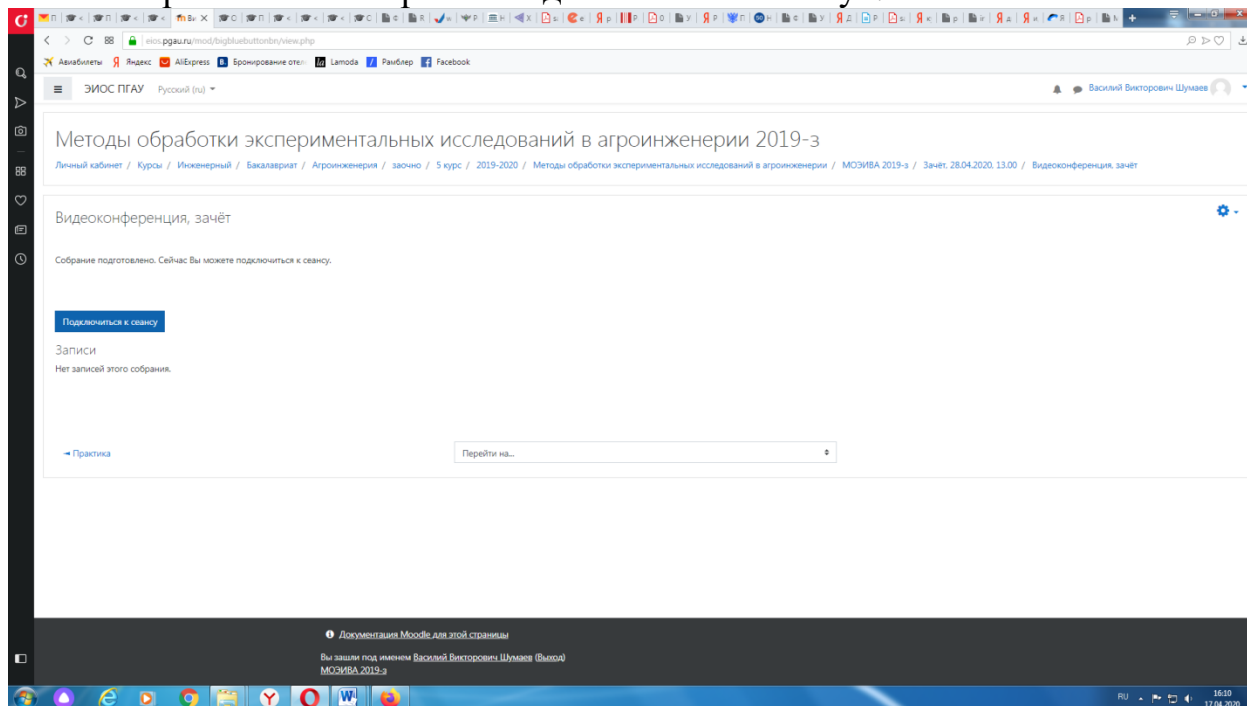 eios.pgau.ru/mod/bigbluebuttonbn/view.php
Авиабилеты Яндекс AliExpress Бронирование отел Lamoda Рамблер Facebook
ЭИОС ПГАУ Русский (ru) Василий Викторович Шумаев
Методы обработки экспериментальных исследований в агроинженерии 2019-з
Личный кабинет / Курсы / Инженерный / Бакалавриат / Агроинженерия / заочно / 5 курс / 2019-2020 / Методы обработки экспериментальных исследований в агроинженерии / МОЭИВА 2019-з / Зачёт, 28.04.2020, 13.00 / Видеоконференция, зачёт
Видеоконференция, зачёт
Собрание подготовлено. Сейчас Вы можете подключиться к сеансу.
Подключиться к сеансу
Записи
Нет записей этого собрания.
→ Практика Перейти на...
Документация Moodle для этой страницы
Вы зашли под именем Василий Викторович Шумаев (Выход)
МОЭИВА 2019-з
RU 16:10
17.04.2020